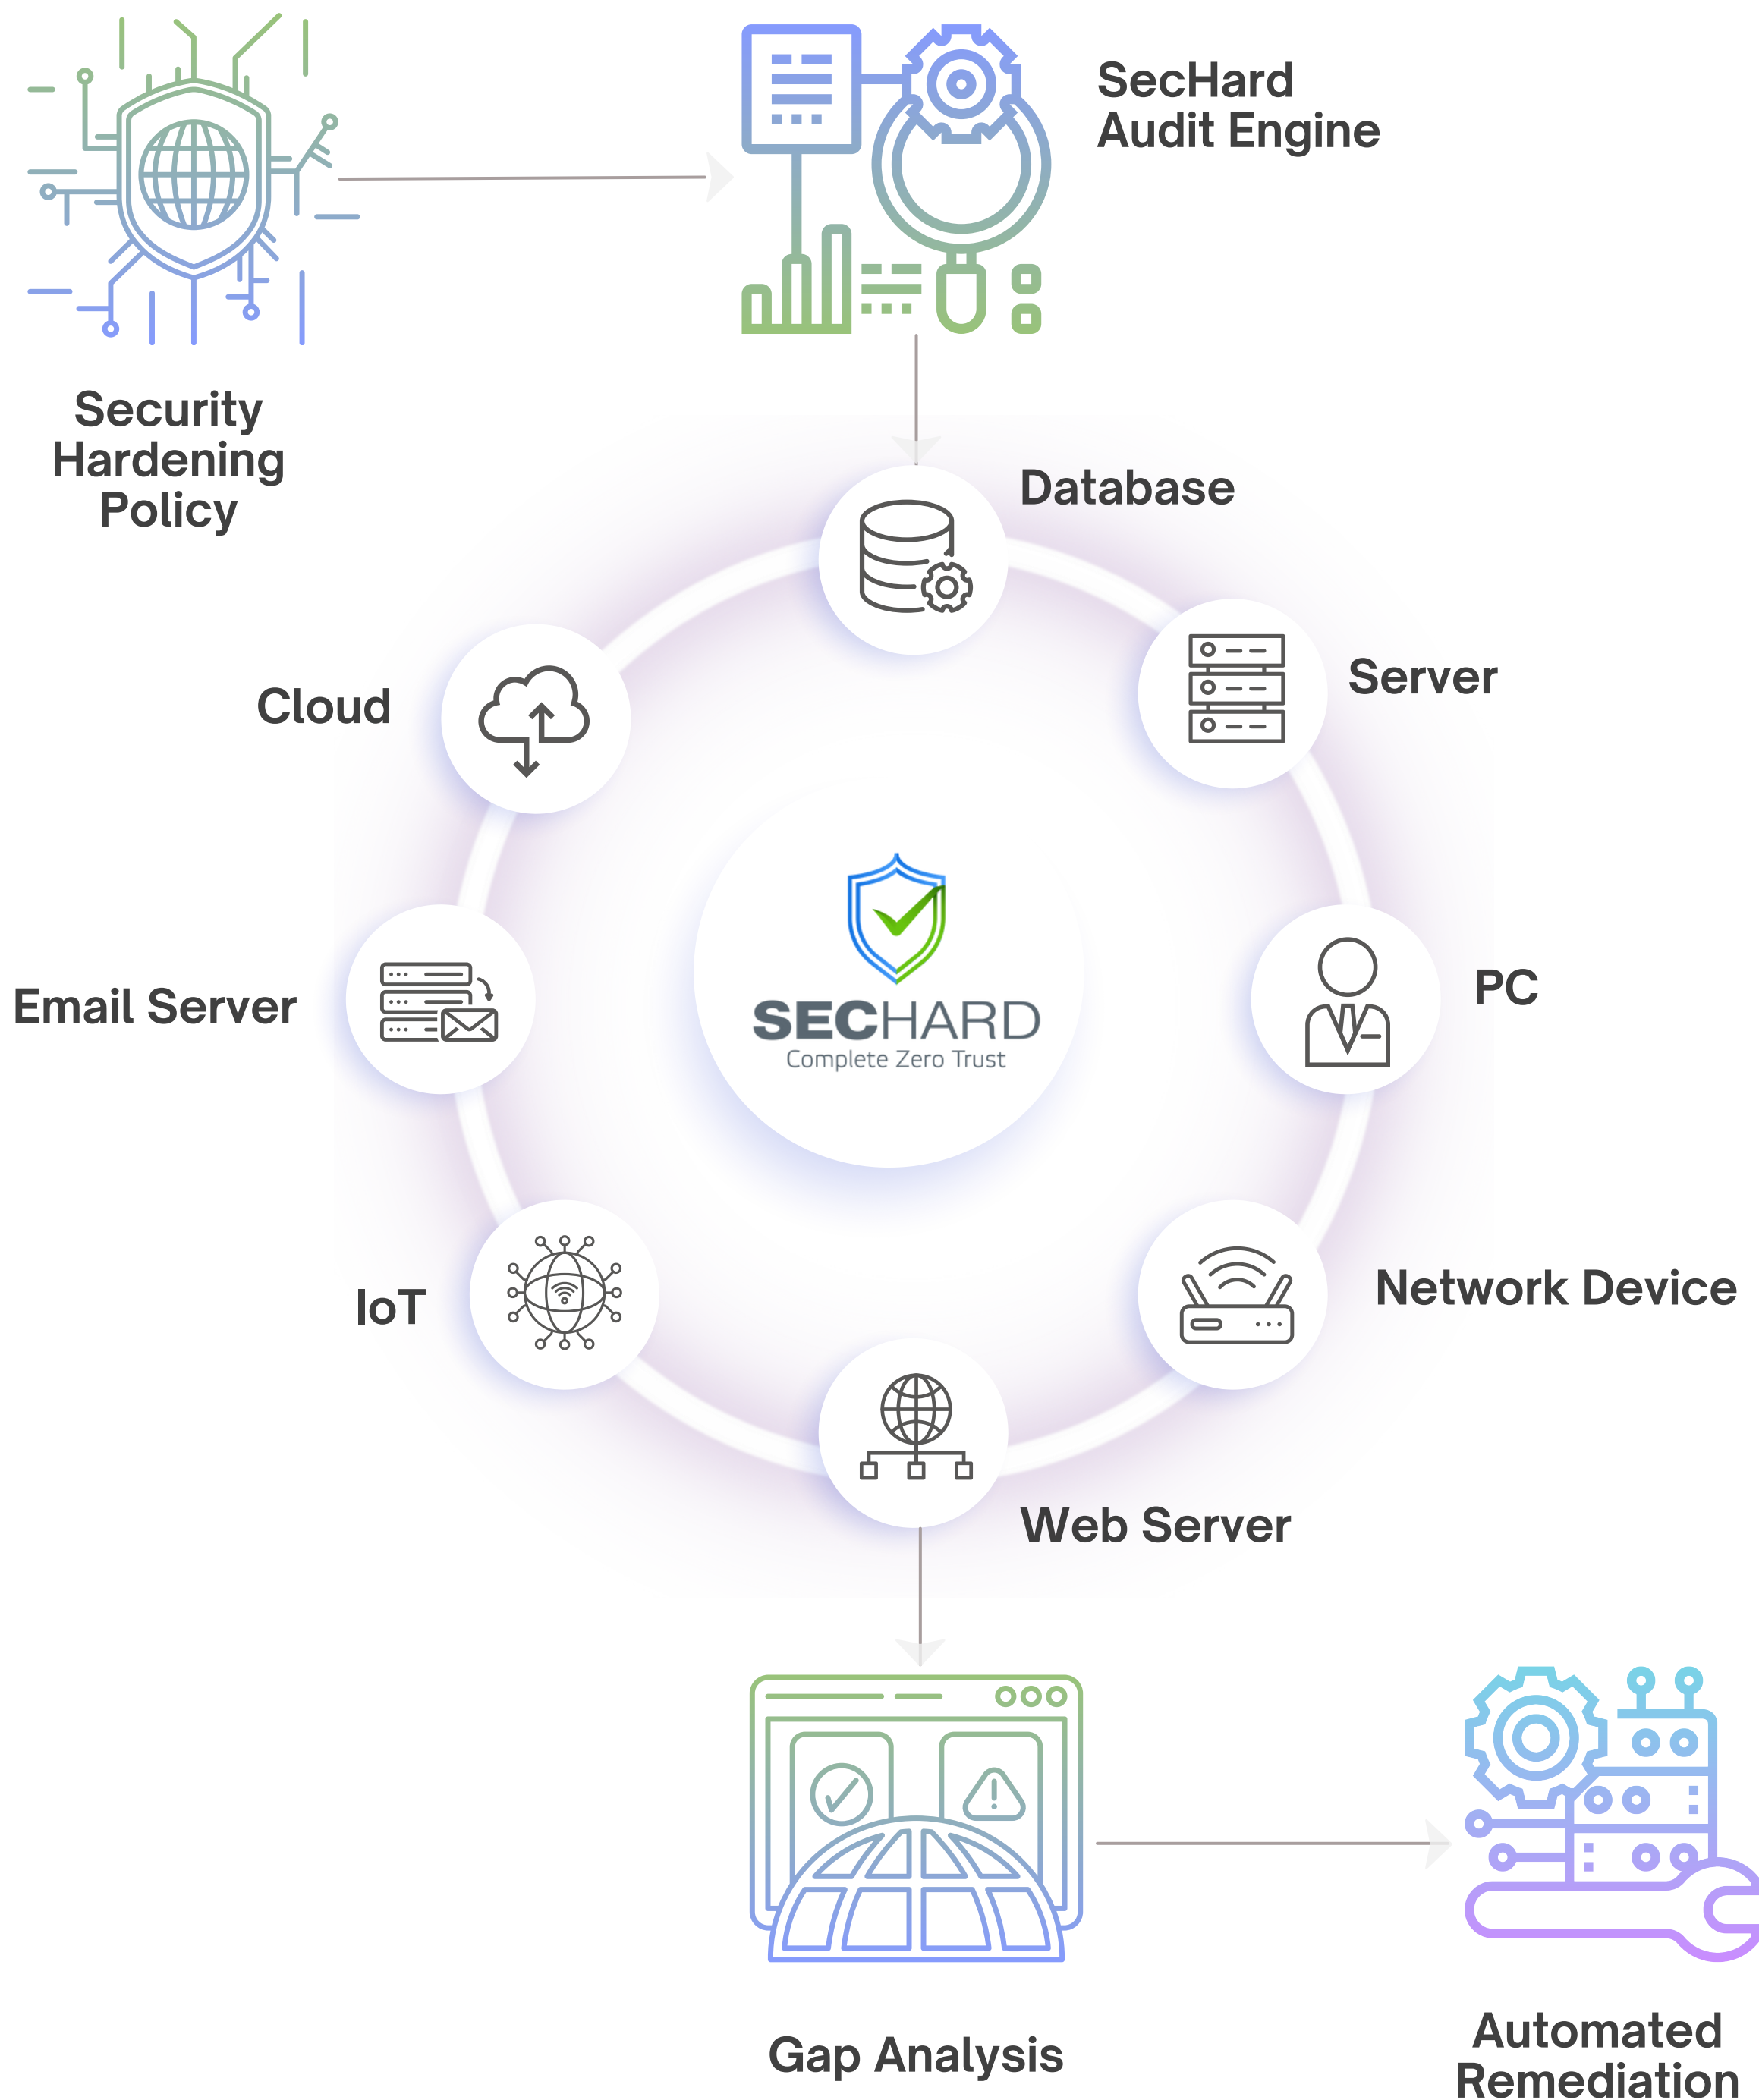 SecHard
Audit Engine
Security
Hardening
Policy
Database
Server
Cloud
PC
Email Server
SECHARD
Complete Zero Trust
Network Device
IoT
Web Server
Gap Analysis
Automated
Remediation